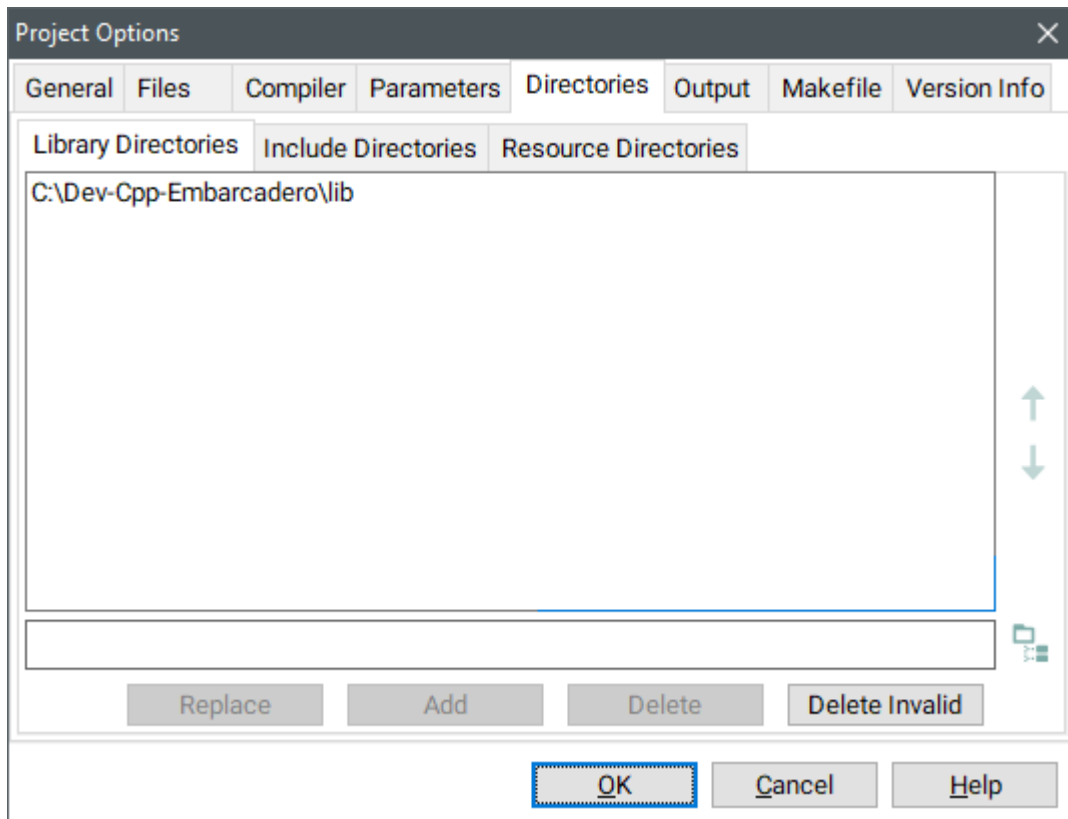 Project Options
General Files Compiler Parameters Directories Output Makefile Version Info
Library Directories Include Directories Resource Directories
C:\Dev-Cpp-Embarcadero\lib
Replace Add Delete Delete Invalid
OK Cancel Help